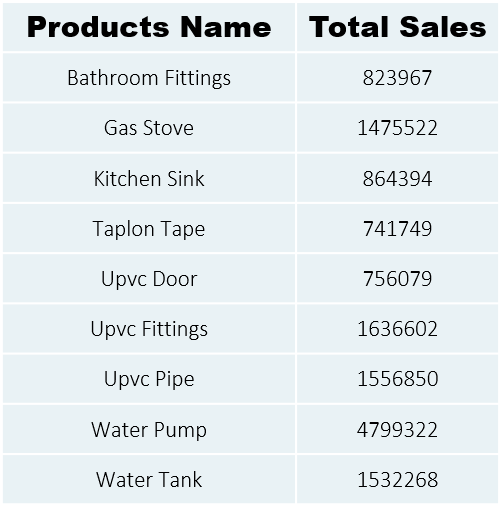 Products Name Total Sales
Bathroom Fittings 823967
Gas Stove 1475522
Kitchen Sink 864394
Taplon Tape 741749
Upvc Door 756079
Upvc Fittings 1636602
Upvc Pipe 1556850
Water Pump 4799322
Water Tank 1532268